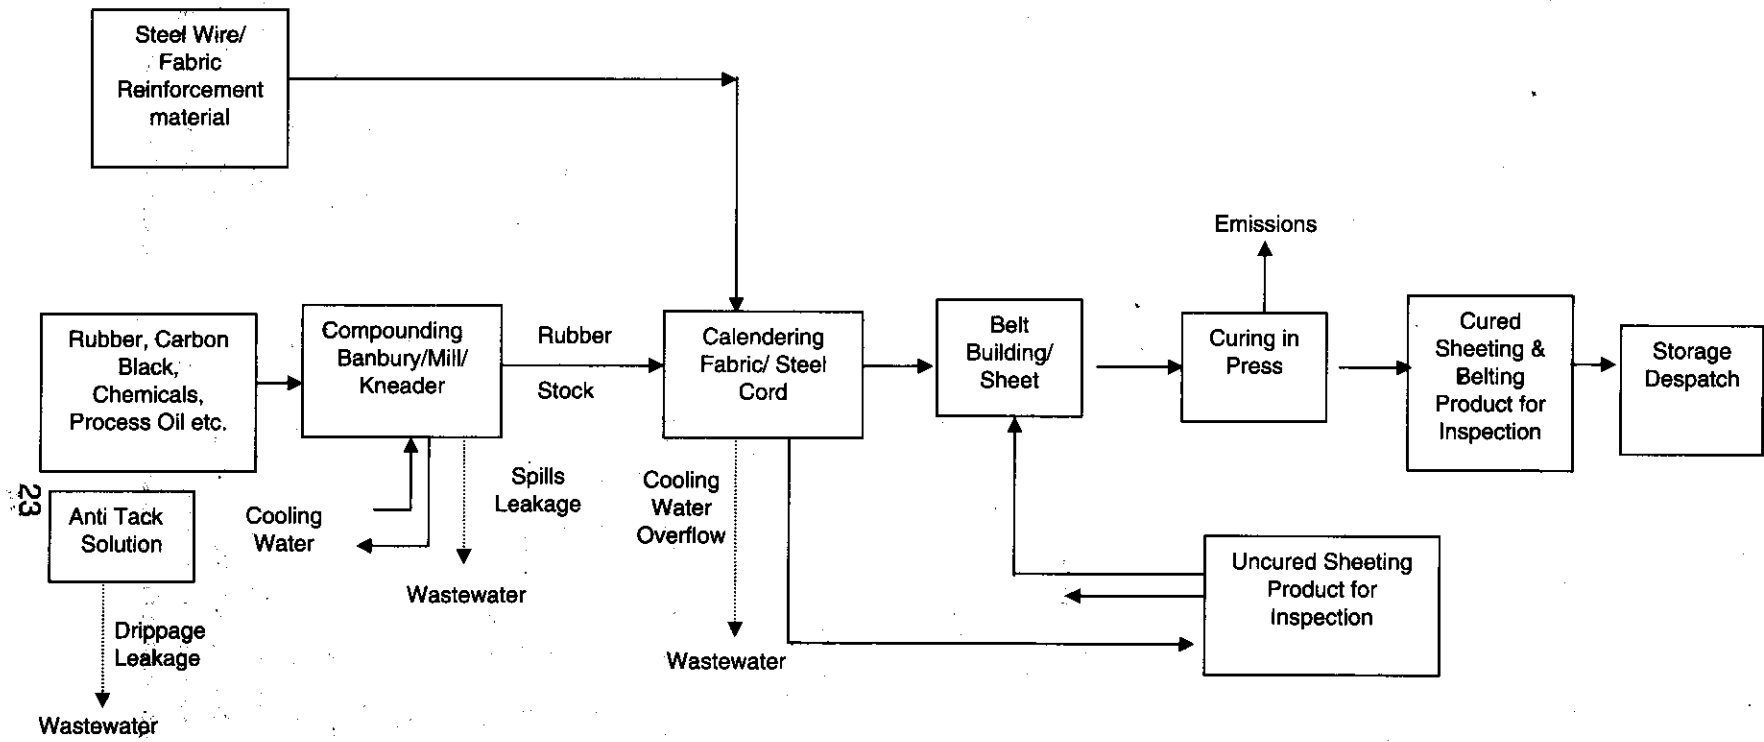 Steel Wire/
Fabric
Reinforcement
material
Emissions
Rubber, Carbon
Black,
Chemicals,
Process Oil etc.
Compounding
Banbury/Mill/
Kneader
Rubber
Stock
Calendering
Fabric/ Steel
Cord
Belt
Building/
Sheet
Curing in
Press
Cured
Sheeting &
Belting
Product for
Inspection
Storage
Despatch
23
Anti Tack
Solution
Cooling
Water
Spills
Leakage
Cooling
Water
Overflow
Uncured Sheeting
Product for
Inspection
Wastewater
Drippage
Leakage
Wastewater
Wastewater